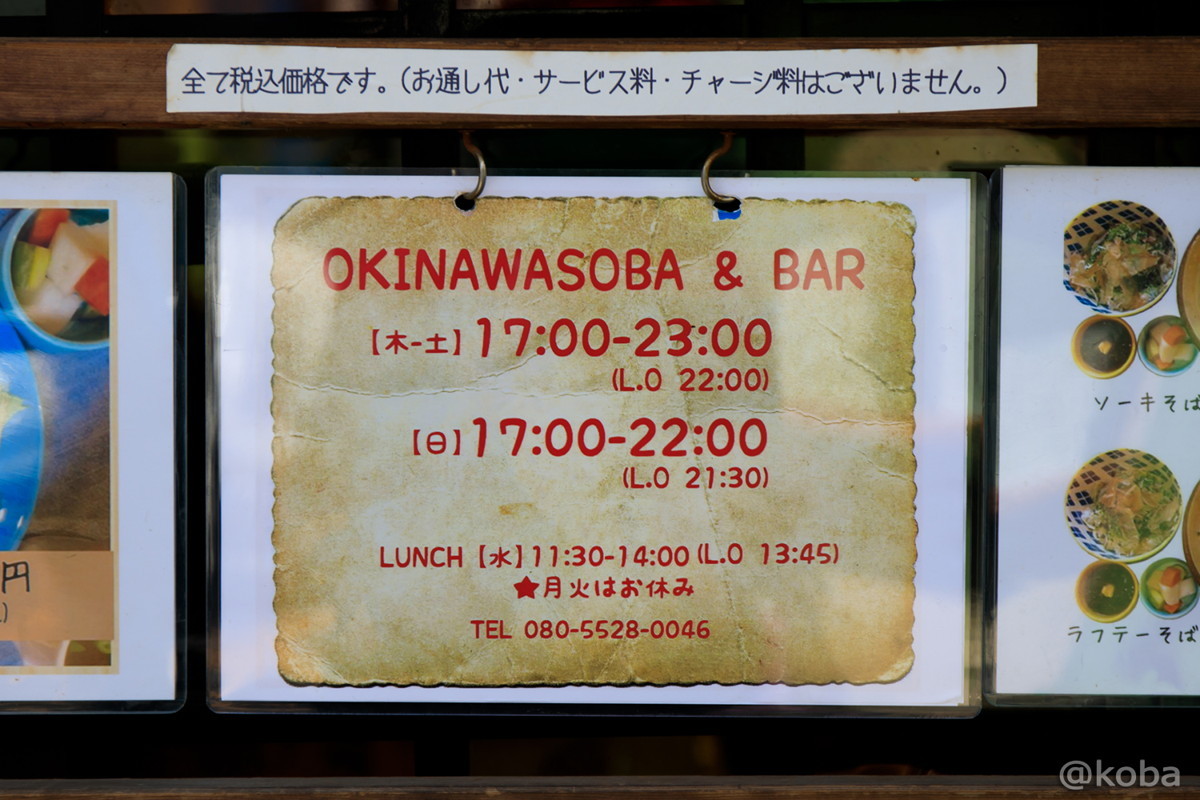 全て税込価格です。(お通し代・サービス料・チャージ料はございません。)
OKINAWASOBA & BAR
【木-土】17:00-23:00
(L.O 22:00)
【日】17:00-22:00
(L.O 21:30)
LUNCH【水】11:30-14:00(L.O 13:45)
★月火はお休み
TEL 080-5528-0046
円
ソーキそば
ラフテーそば
@koba